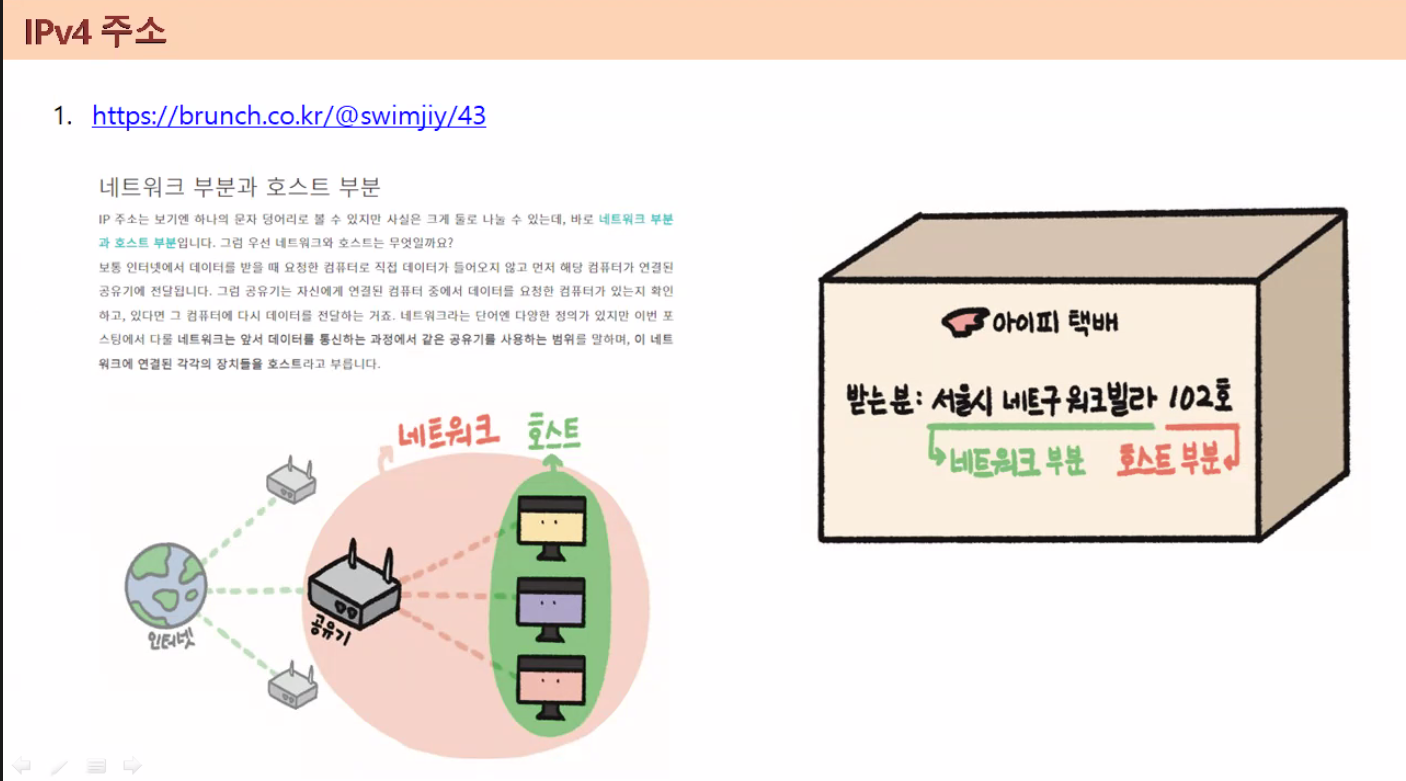 IPv4 주소
1. https://brunch.co.kr/@swimjiy/43
네트워크 부분과 호스트 부분
IP 주소는 보기엔 하나의 문자 덩어리로 볼 수 있지만 사실은 크게 둘로 나눌 수 있는데, 바로 네트워크 부분
과 호스트 부분입니다. 그럼 우선 네트워크와 호스트는 무엇일까요?
보통 인터넷에서 데이터를 받을 때 요청한 컴퓨터로 직접 데이터가 들어오지 않고 먼저 해당 컴퓨터가 연결된
공유기에 전달됩니다. 그럼 공유기는 자신에게 연결된 컴퓨터 중에서 데이터를 요청한 컴퓨터가 있는지 확인
하고, 있다면 그 컴퓨터에 다시 데이터를 전달하는 거죠. 네트워크라는 단어엔 다양한 정의가 있지만 이번 포
스팅에서 다룰 네트워크는 앞서 데이터를 통신하는 과정에서 같은 공유기를 사용하는 범위를 말하며, 이 네트
워크에 연결된 각각의 장치들을 호스트라고 부릅니다.
네트워크
호스트
인터넷
공유기
아이피 택배
받는분: 서울시 네트구 워크빌라 102호
네트워크 부분
호스트 부분